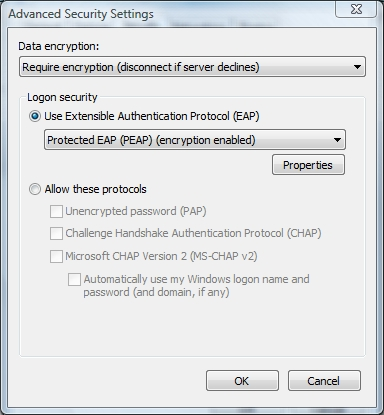 Advanced Security Settings
Data encryption:
Require encryption (disconnect if server declines)
Logon security
Use Extensible Authentication Protocol (EAP)
Protected EAP (PEAP) (encryption enabled)
Properties
Allow these protocols
Unencrypted password (PAP)
Challenge Handshake Authentication Protocol (CHAP)
Microsoft CHAP Version 2 (MS-CHAP v2)
Automatically use my Windows logon name and
password (and domain, if any)
OK Cancel